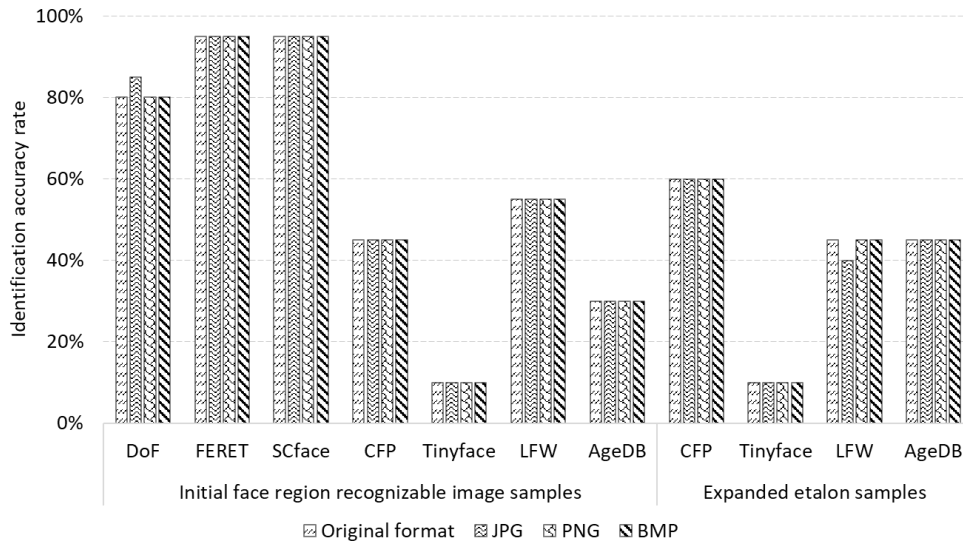 100%
80%
60%
40%
20%
0%
Identification accuracy rate
DoF FERET SCface CFP Tinyface LFW AgeDB CFP Tinyface LFW AgeDB
Initial face region recognizable image samples Expanded etalon samples
Original format JPG PNG BMP